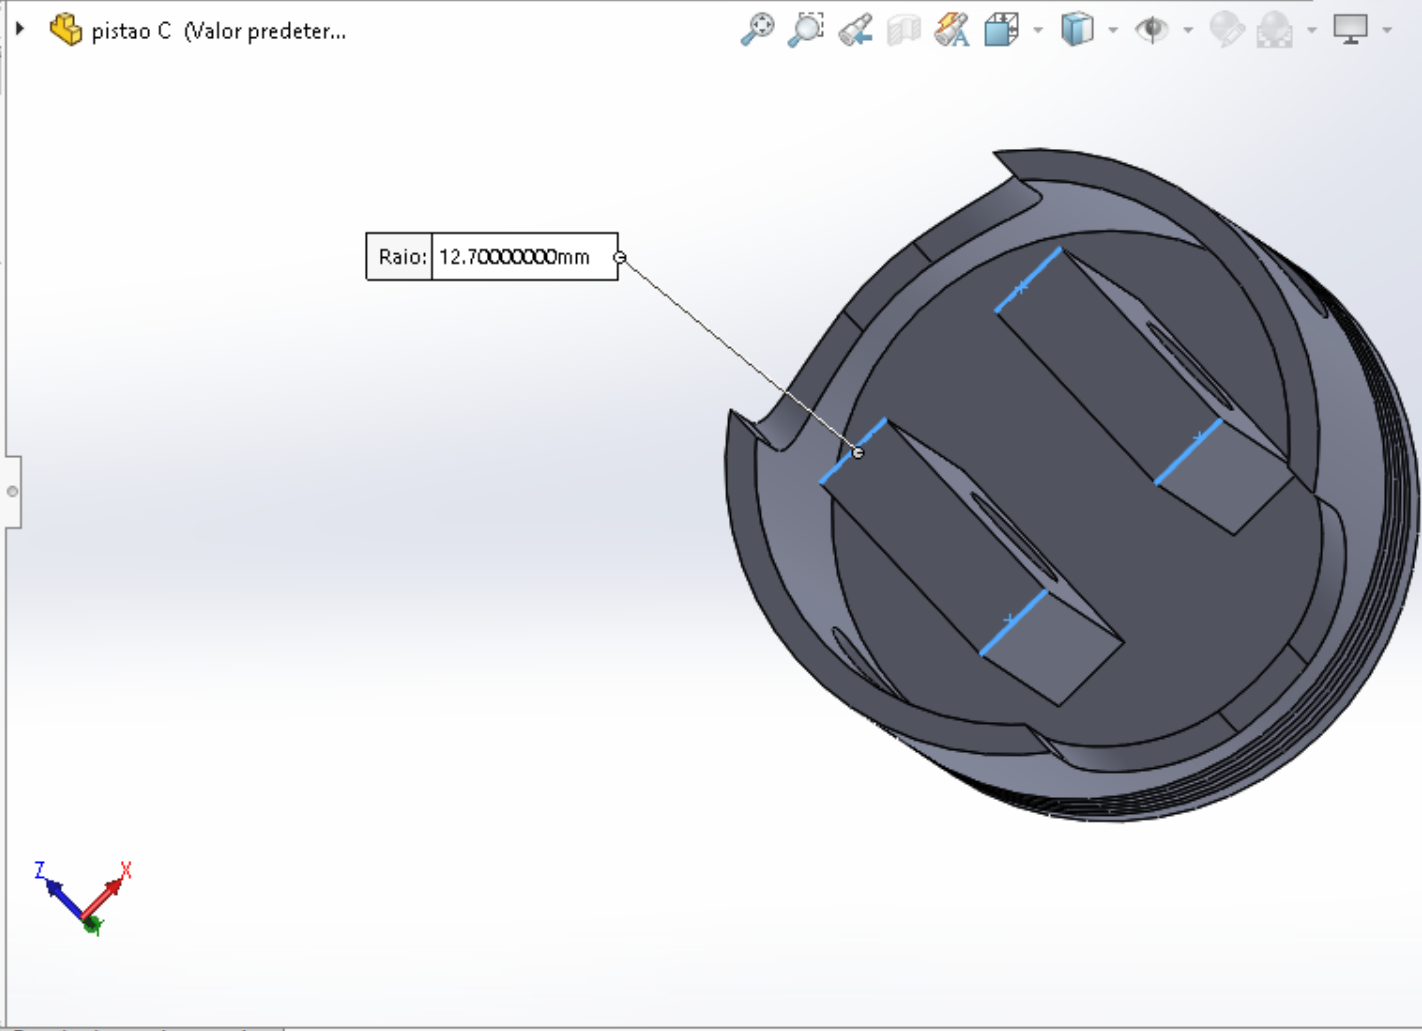 pistao C (Valor predeter...
Raio: 12.70000000mm
Z
X
Y